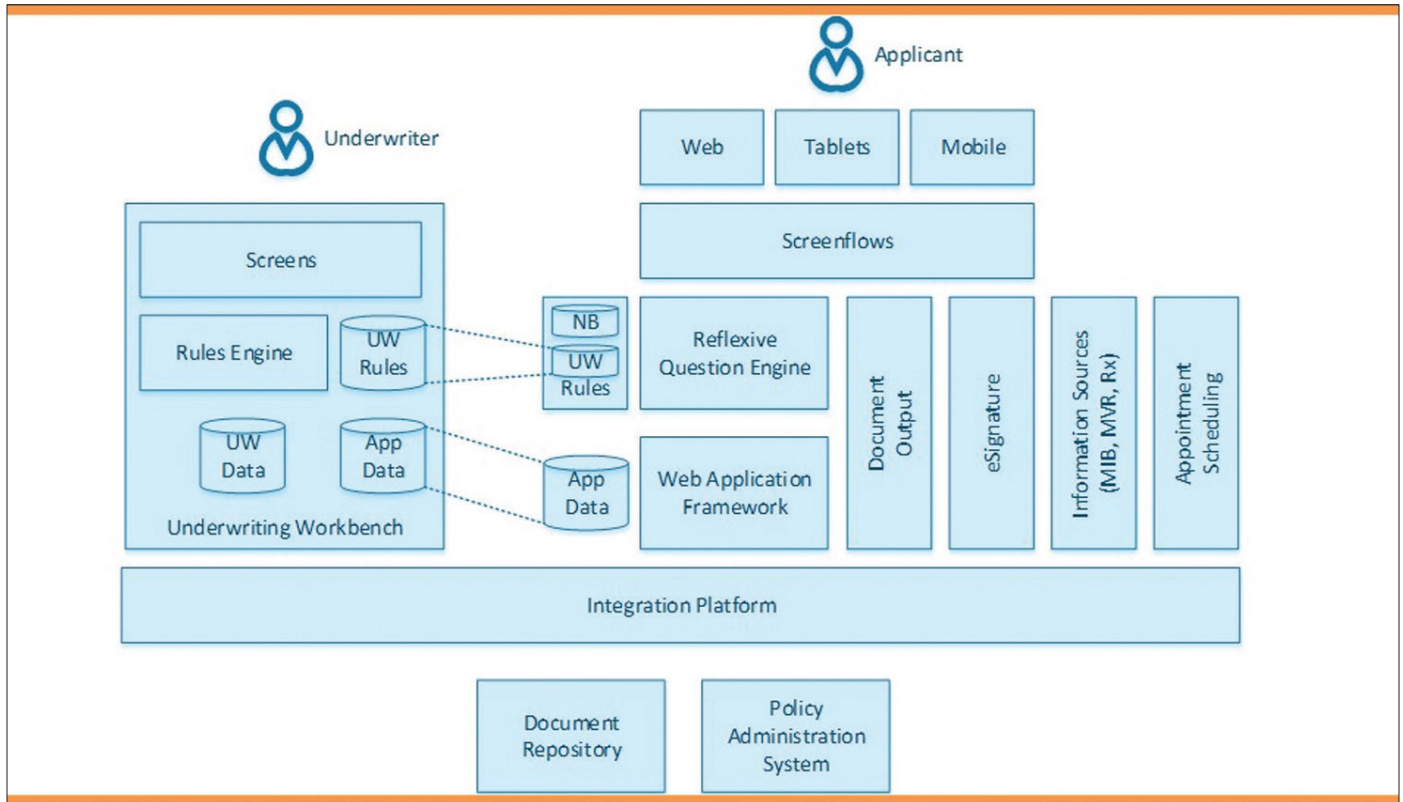 Applicant
Underwriter
Web
Tablets
Mobile
Screenflows
Screens
Rules Engine
UW
Rules
NB
UW
Rules
Reflexive
Question Engine
UW
Data
App
Data
Underwriting Workbench
App
Data
Web Application
Framework
Document
Output
eSignature
Information Sources
(MIB, MVR, Rx)
Appointment
Scheduling
Integration Platform
Document
Repository
Policy
Administration
System